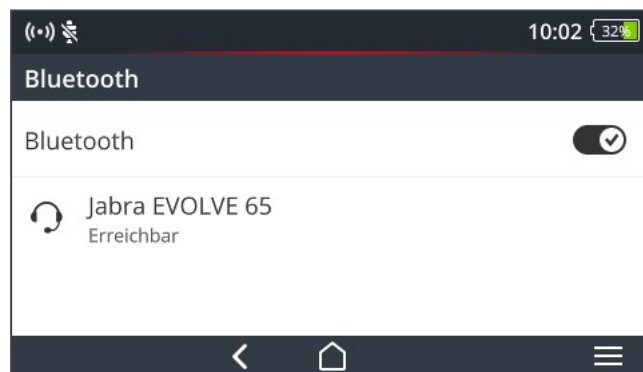 10:02 32%
Bluetooth
Bluetooth
Jabra EVOLVE 65
Erreichbar